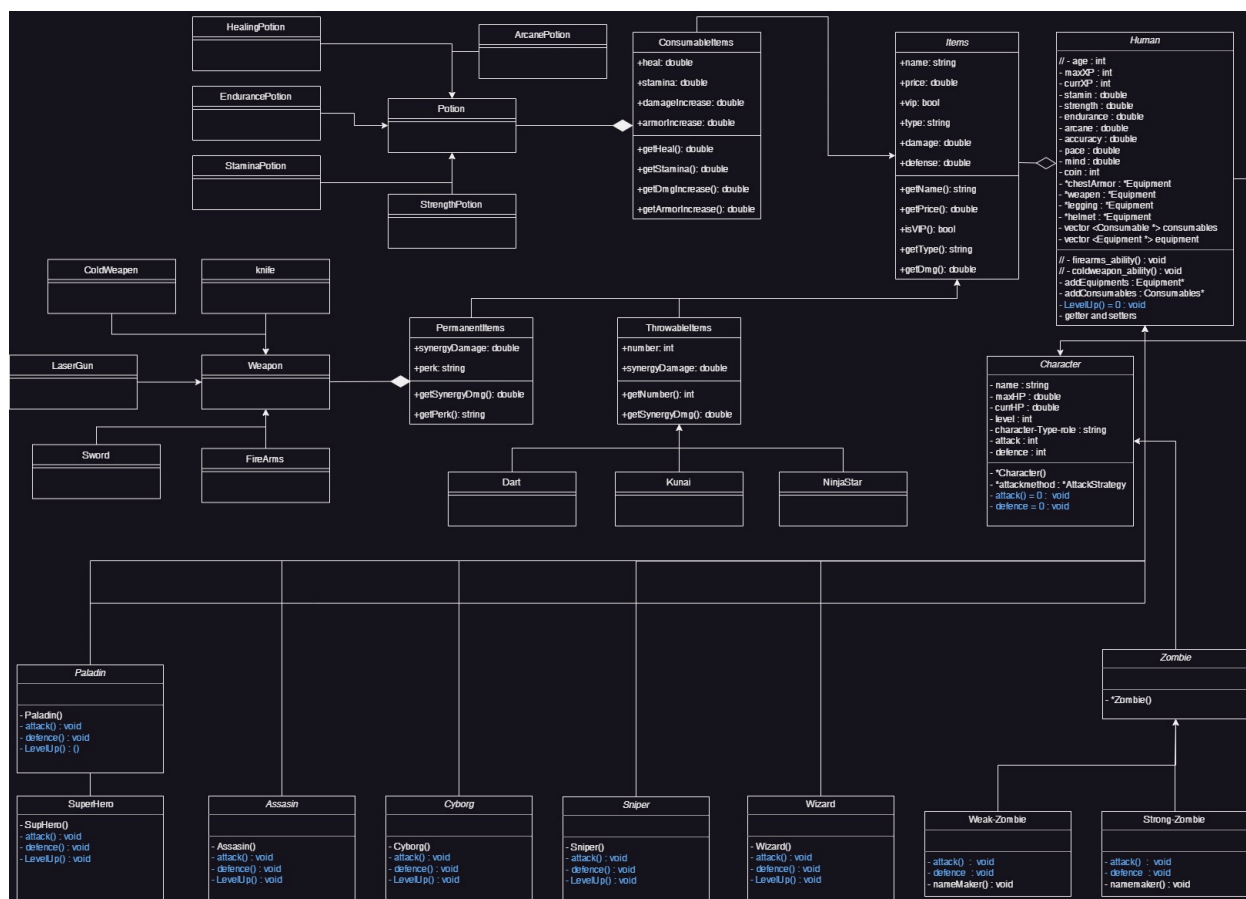 HealingPotion
ArcanePotion
EndurancePotion
Potion
StaminaPotion
StrengthPotion
ConsumableItems
+heal: double
+stamina: double
+damageIncrease: double
+armorIncrease: double
+getHeal(): double
+getStamina(): double
+getDmgIncrease(): double
+getArmorIncrease(): double
Items
+name: string
+price: double
+vip: bool
+type: string
+damage: double
+defense: double
+getName(): string
+getPrice(): double
+isVIP(): bool
+getType(): string
+getDmg(): double
Human
// - age : int
- maxXP : int
- currXP : int
- stamin : double
- strength : double
- endurance : double
- arcane : double
- accuracy : double
- pace : double
- mind : double
- coin : int
- *chestArmor : *Equipment
- *weapen : *Equipment
- *legging : *Equipment
- *helmet : *Equipment
- vector <Consumable *> consumables
- vector <Equipment *> equipment
// - firearms_ability() : void
// - coldweapon_ability() : void
- addEquipments : Equipment*
- addConsumables : Consumables*
- LevelUp() = 0 : void
- getter and setters
ColdWeapon
knife
LaserGun
Weapon
Sword
FireArms
PermanentItems
+synergyDamage: double
+perk: string
+getSynergyDmg(): double
+getPerk(): string
ThrowableItems
+number: int
+synergyDamage: double
+getNumber(): int
+getSynergyDmg(): double
Dart
Kunai
NinjaStar
Character
- name : string
- maxHP : double
- currHP : double
- level : int
- character-Type-role : string
- attack : int
- defence : int
- *Character()
- *attackmethod : *AttackStrategy
- attack() = 0 : void
- defence = 0 : void
Paladin
- Paladin()
- attack() : void
- defence() : void
- LevelUp() : ()
Zombie
- *Zombie()
SuperHero
- SupHero()
- attack() : void
- defence() : void
- LevelUp() : void
Assasin
- Assasin()
- attack() : void
- defence() : void
- LevelUp() : void
Cyborg
- Cyborg()
- attack() : void
- defence() : void
- LevelUp() : void
Sniper
- Sniper()
- attack() : void
- defence() : void
- LevelUp() : void
Wizard
- Wizard()
- attack() : void
- defence() : void
- LevelUp() : void
Weak-Zombie
- attack() : void
- defence : void
- nameMaker() : void
Strong-Zombie
- attack() : void
- defence : void
- namemaker() : void